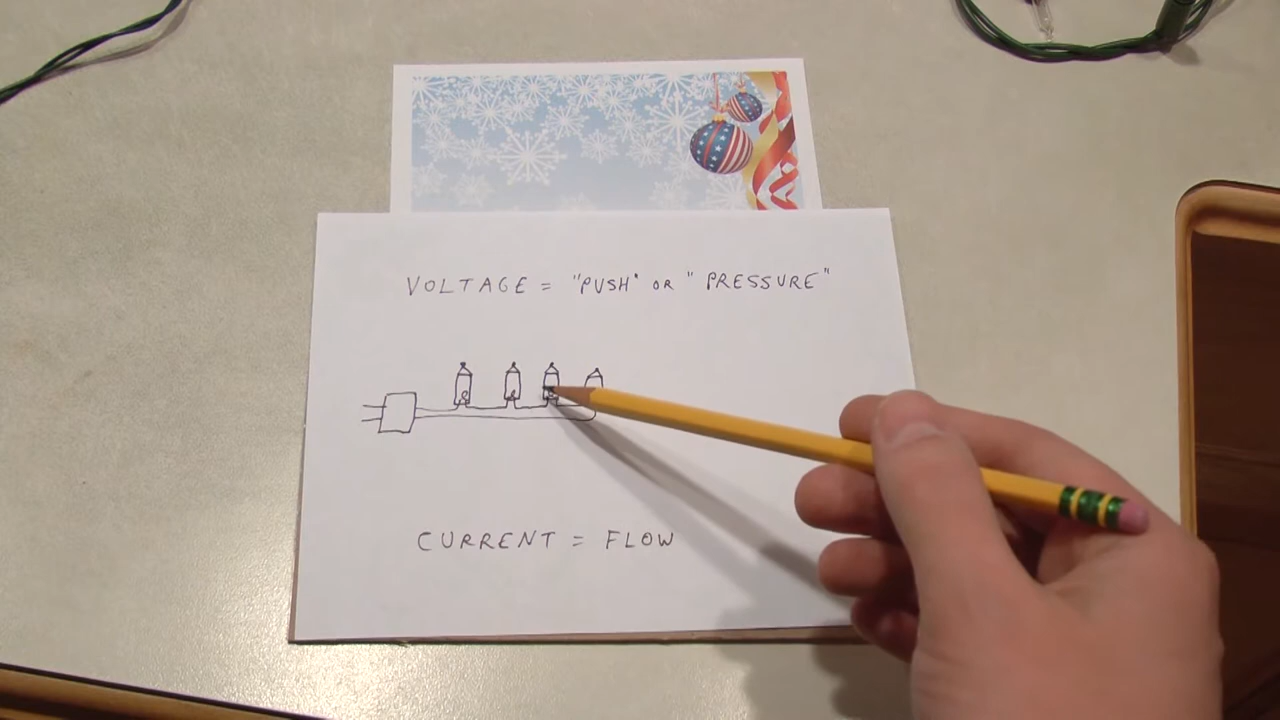 VOLTAGE = "PUSH" OR "PRESSURE"
CURRENT = FLOW